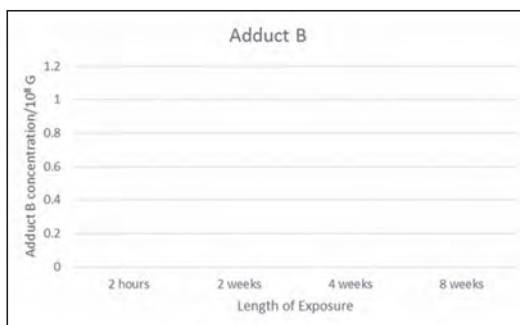 Adduct B
Adduct B concentration/10⁸ G
1.2
1
0.8
0.6
0.4
0.2
0
2 hours 2 weeks 4 weeks 8 weeks
Length of Exposure